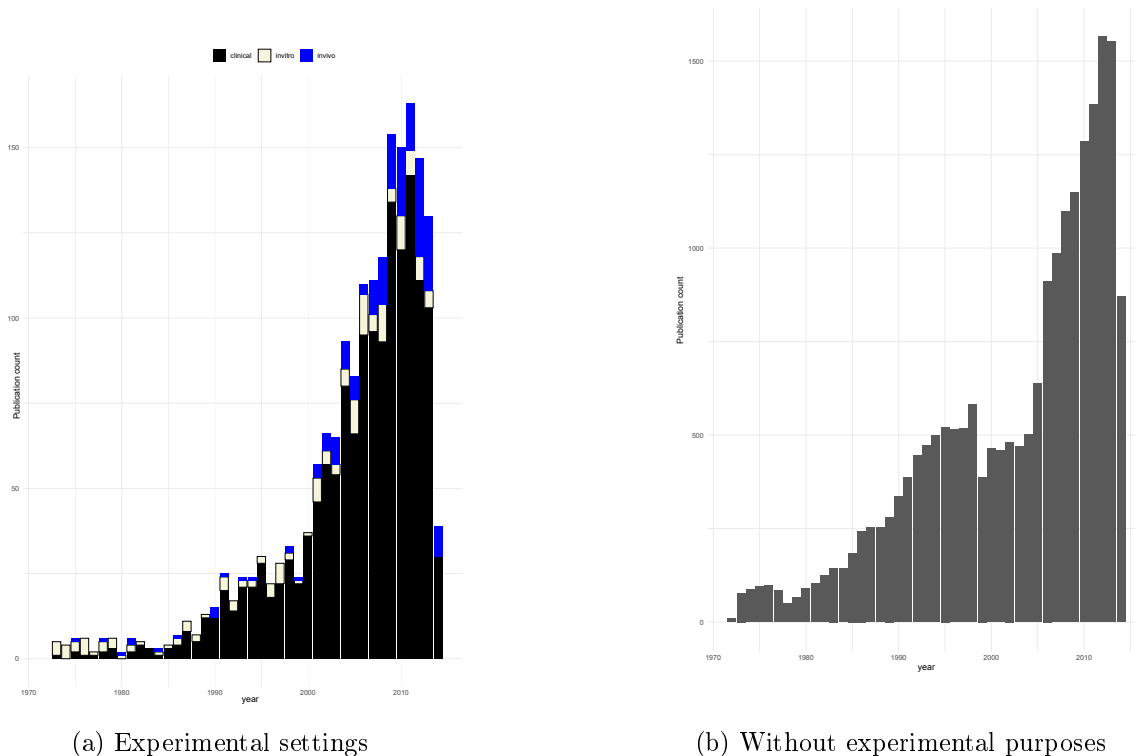 clinical invitro invivo
Publication count
150
100
50
0
1970 1980 1990 2000 2010
year
(a) Experimental settings
Publication count
1500
1000
500
0
1970 1980 1990 2000 2010
year
(b) Without experimental purposes